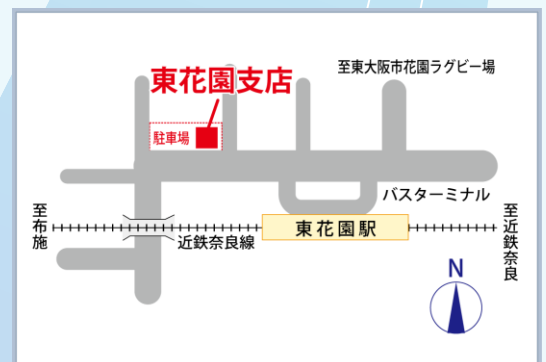 至東大阪市花園ラグビー場
東花園支店
駐車場
バスターミナル
至布施
近鉄奈良線
東花園駅
至近鉄奈良
N